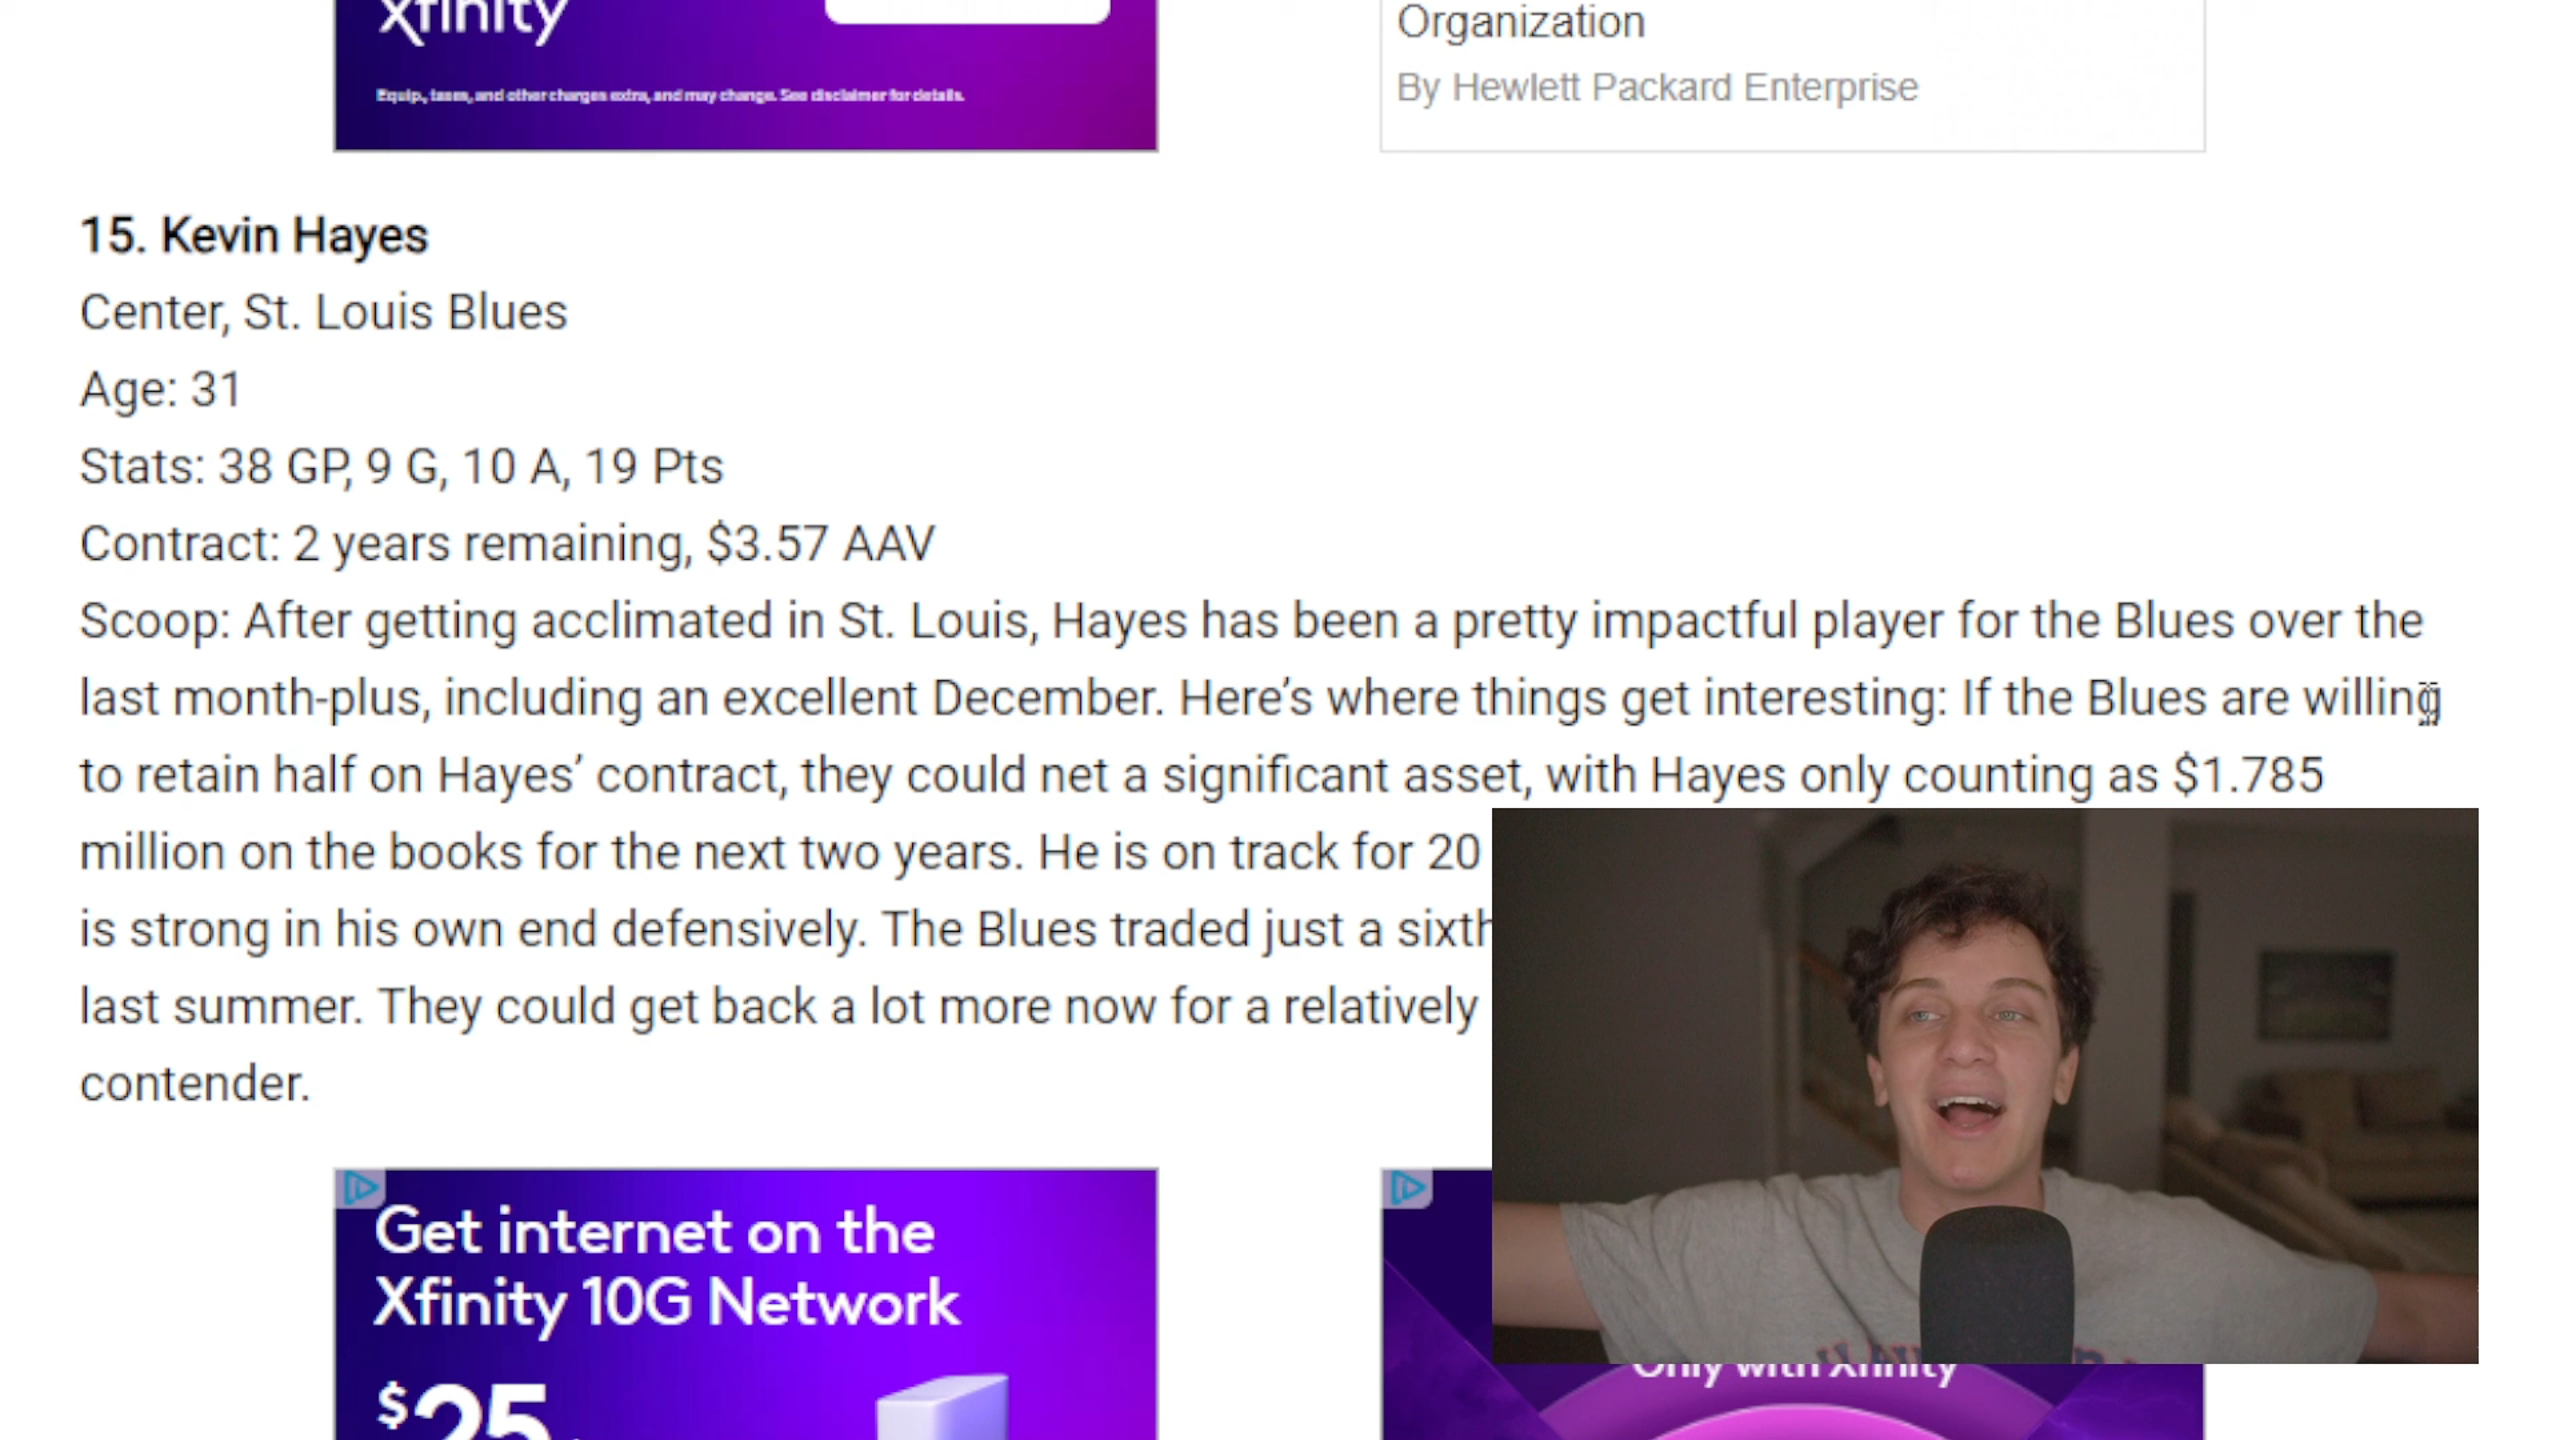 xfinity
Organization
Equip., taxes, and other charges extra, and may change. See disclaimer for details.
By Hewlett Packard Enterprise
15. Kevin Hayes
Center, St. Louis Blues
Age: 31
Stats: 38 GP, 9 G, 10 A, 19 Pts
Contract: 2 years remaining, $3.57 AAV
Scoop: After getting acclimated in St. Louis, Hayes has been a pretty impactful player for the Blues over the
last month-plus, including an excellent December. Here’s where things get interesting: If the Blues are willing
to retain half on Hayes’ contract, they could net a significant asset, with Hayes only counting as $1.785
million on the books for the next two years. He is on track for 20
is strong in his own end defensively. The Blues traded just a sixth
last summer. They could get back a lot more now for a relatively
contender.
Get internet on the
Xfinity 10G Network
$25
Only with Xfinity